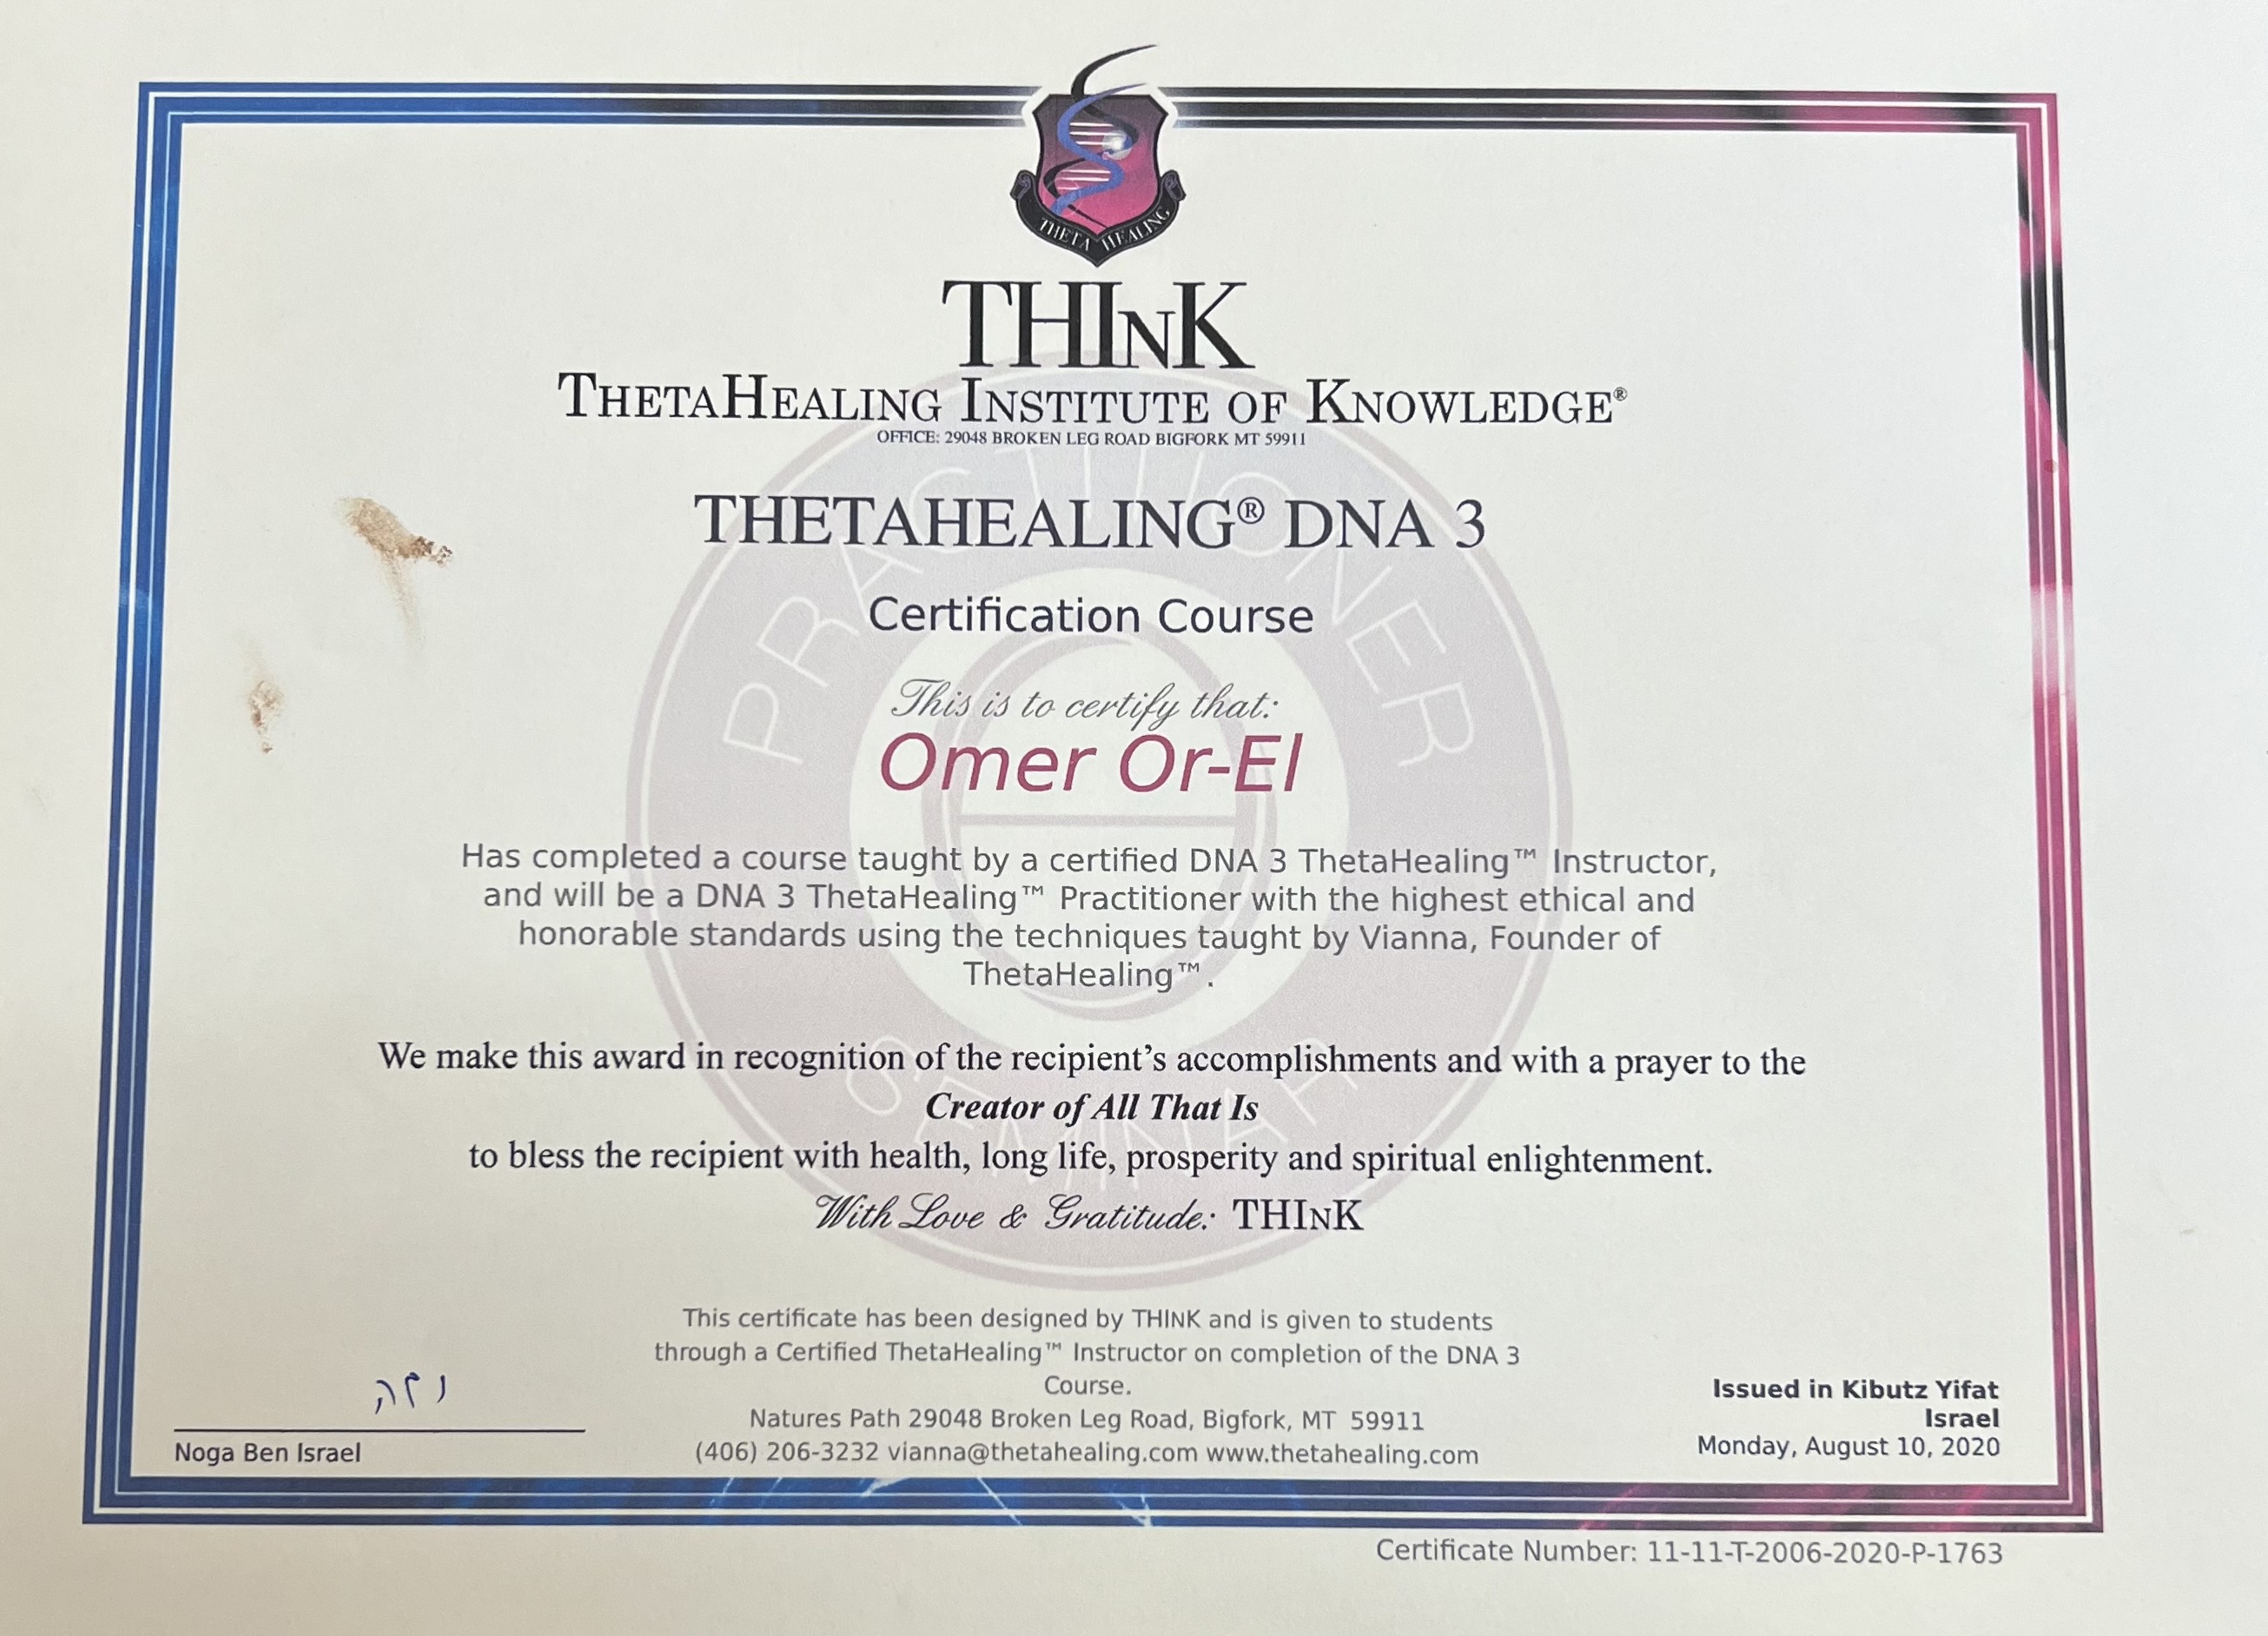 THETA HEALING
THINK
THETAHEALING INSTITUTE OF KNOWLEDGE®
OFFICE: 29048 BROKEN LEG ROAD BIGFORK MT 59911
THETAHEALING® DNA 3
Certification Course
This is to certify that:
Omer Or-El
Has completed a course taught by a certified DNA 3 ThetaHealing™ Instructor,
and will be a DNA 3 ThetaHealing™ Practitioner with the highest ethical and
honorable standards using the techniques taught by Vianna, Founder of
ThetaHealing™.
We make this award in recognition of the recipient’s accomplishments and with a prayer to the
Creator of All That Is
to bless the recipient with health, long life, prosperity and spiritual enlightenment.
With Love & Gratitude: THINK
PRACTITIONER
SEMINAR
This certificate has been designed by THINK and is given to students
through a Certified ThetaHealing™ Instructor on completion of the DNA 3
Course.
Natures Path 29048 Broken Leg Road, Bigfork, MT 59911
(406) 206-3232 vianna@thetahealing.com www.thetahealing.com
נגה
Noga Ben Israel
Issued in Kibutz Yifat
Israel
Monday, August 10, 2020
Certificate Number: 11-11-T-2006-2020-P-1763